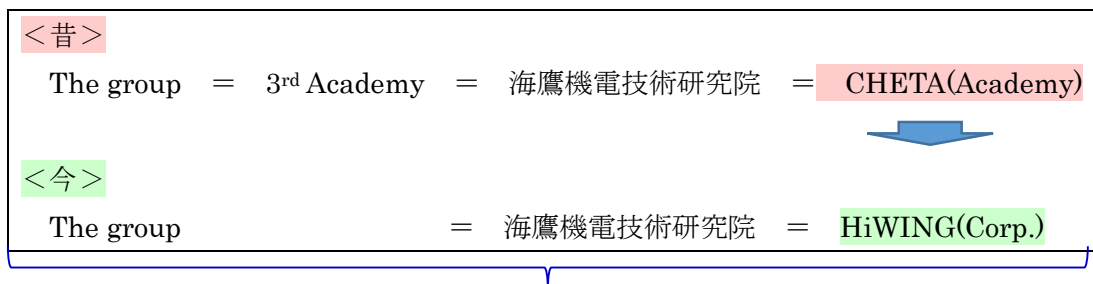 ＜昔＞
The group ＝ 3rd Academy ＝ 海鷹機電技術研究院 ＝ CHETA(Academy)
＜今＞
The group ＝ 海鷹機電技術研究院 ＝ HiWING(Corp.)